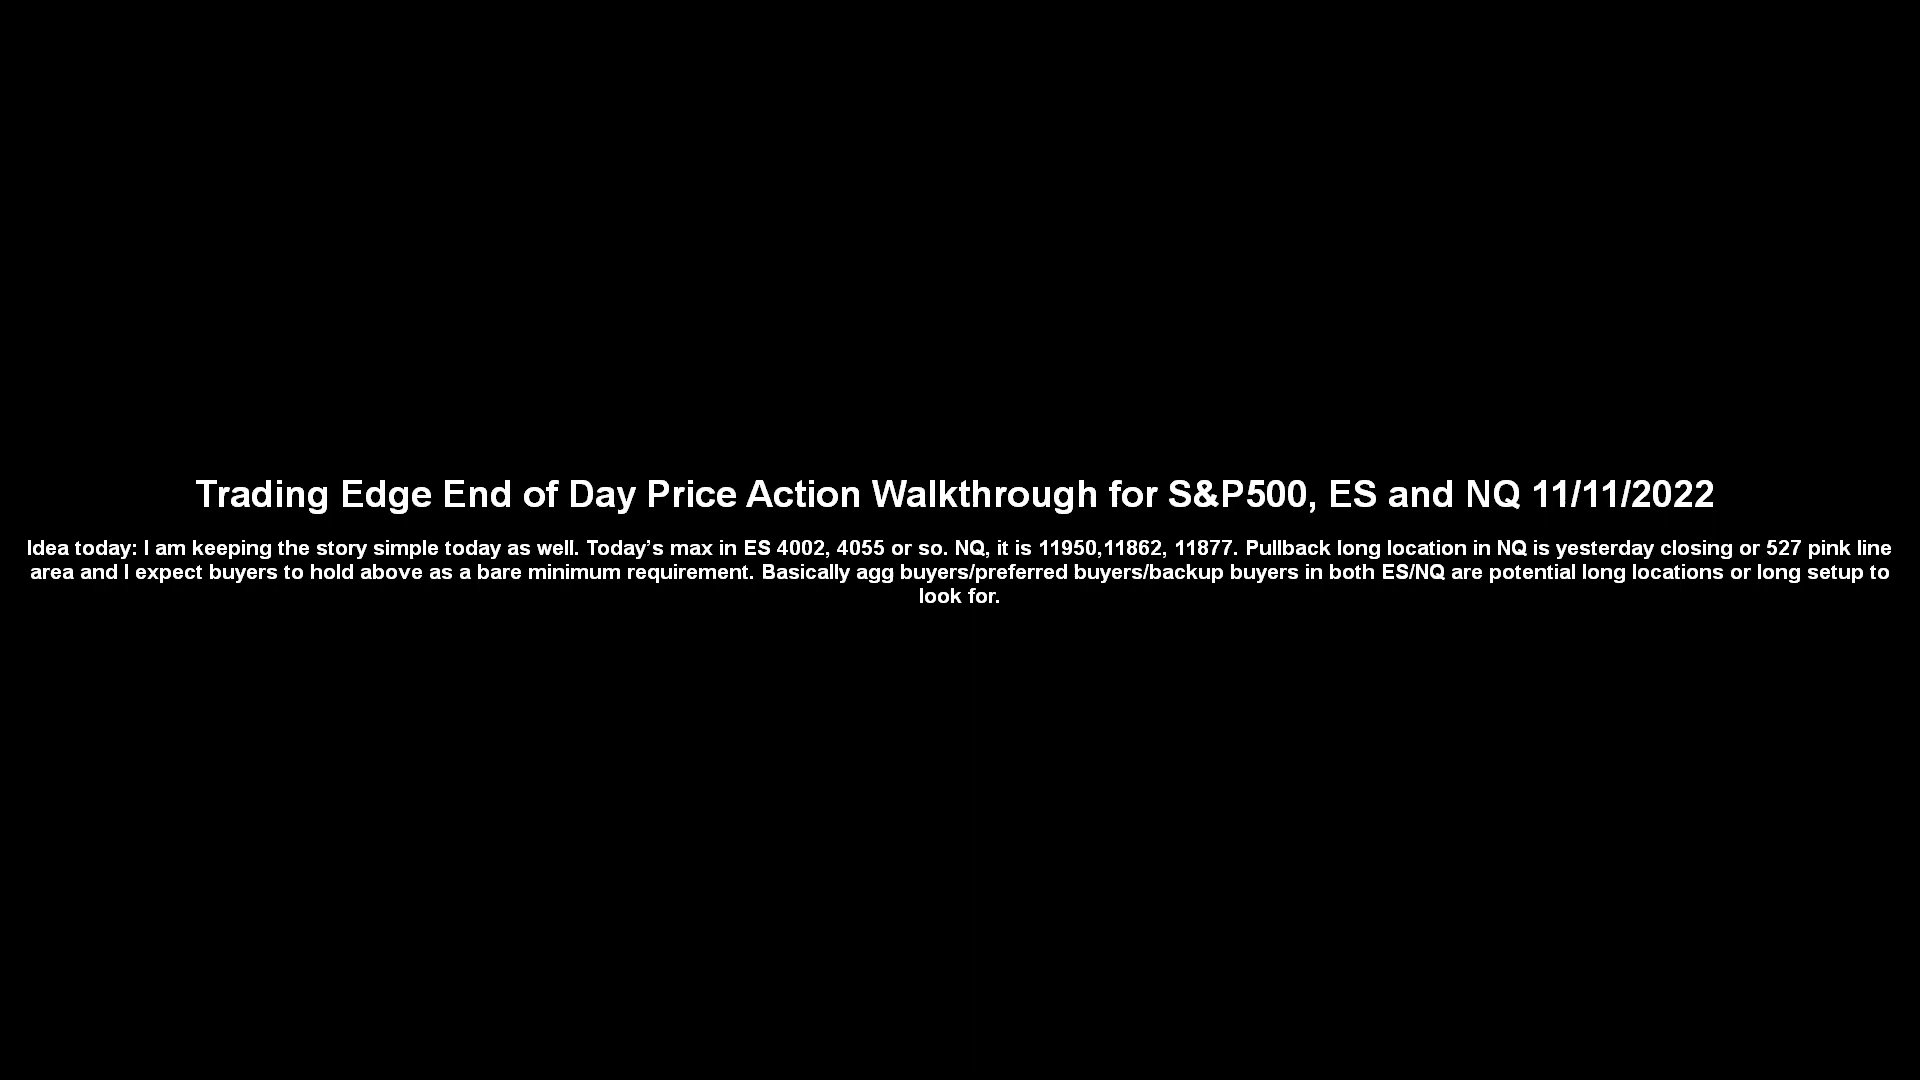 Trading Edge End of Day Price Action Walkthrough for S&P500, ES and NQ 11/11/2022
Idea today: I am keeping the story simple today as well. Today’s max in ES 4002, 4055 or so. NQ, it is 11950,11862, 11877. Pullback long location in NQ is yesterday closing or 527 pink line
area and I expect buyers to hold above as a bare minimum requirement. Basically agg buyers/preferred buyers/backup buyers in both ES/NQ are potential long locations or long setup to
look for.